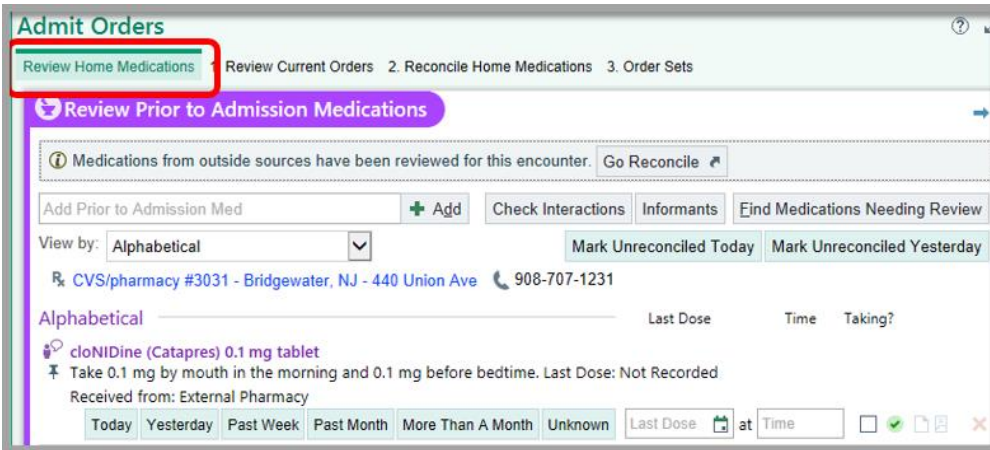 Admit Orders
Review Home Medications 1. Review Current Orders 2. Reconcile Home Medications 3. Order Sets
Review Prior to Admission Medications
Medications from outside sources have been reviewed for this encounter. Go Reconcile
Add Prior to Admission Med Add Check Interactions Informants Find Medications Needing Review
View by: Alphabetical Mark Unreconciled Today Mark Unreconciled Yesterday
CVS/pharmacy #3031 - Bridgewater, NJ - 440 Union Ave 908-707-1231
Alphabetical Last Dose Time Taking?
cloNIDine (Catapres) 0.1 mg tablet
Take 0.1 mg by mouth in the morning and 0.1 mg before bedtime. Last Dose: Not Recorded
Received from: External Pharmacy
Today Yesterday Past Week Past Month More Than A Month Unknown Last Dose at Time